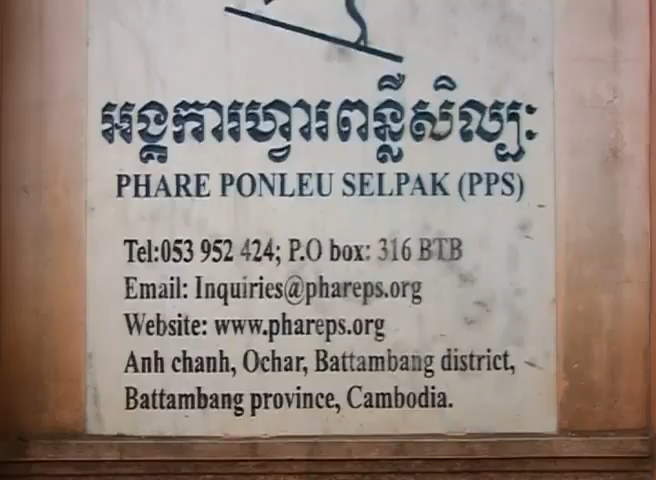 អង្គការហ្វារពន្លឺសិល្បៈ
PHARE PONLEU SELPAK (PPS)
Tel:053 952 424; P.O box: 316 BTB
Email: Inquiries@phareps.org
Website: www.phareps.org
Anh chanh, Ochar, Battambang district,
Battambang province, Cambodia.